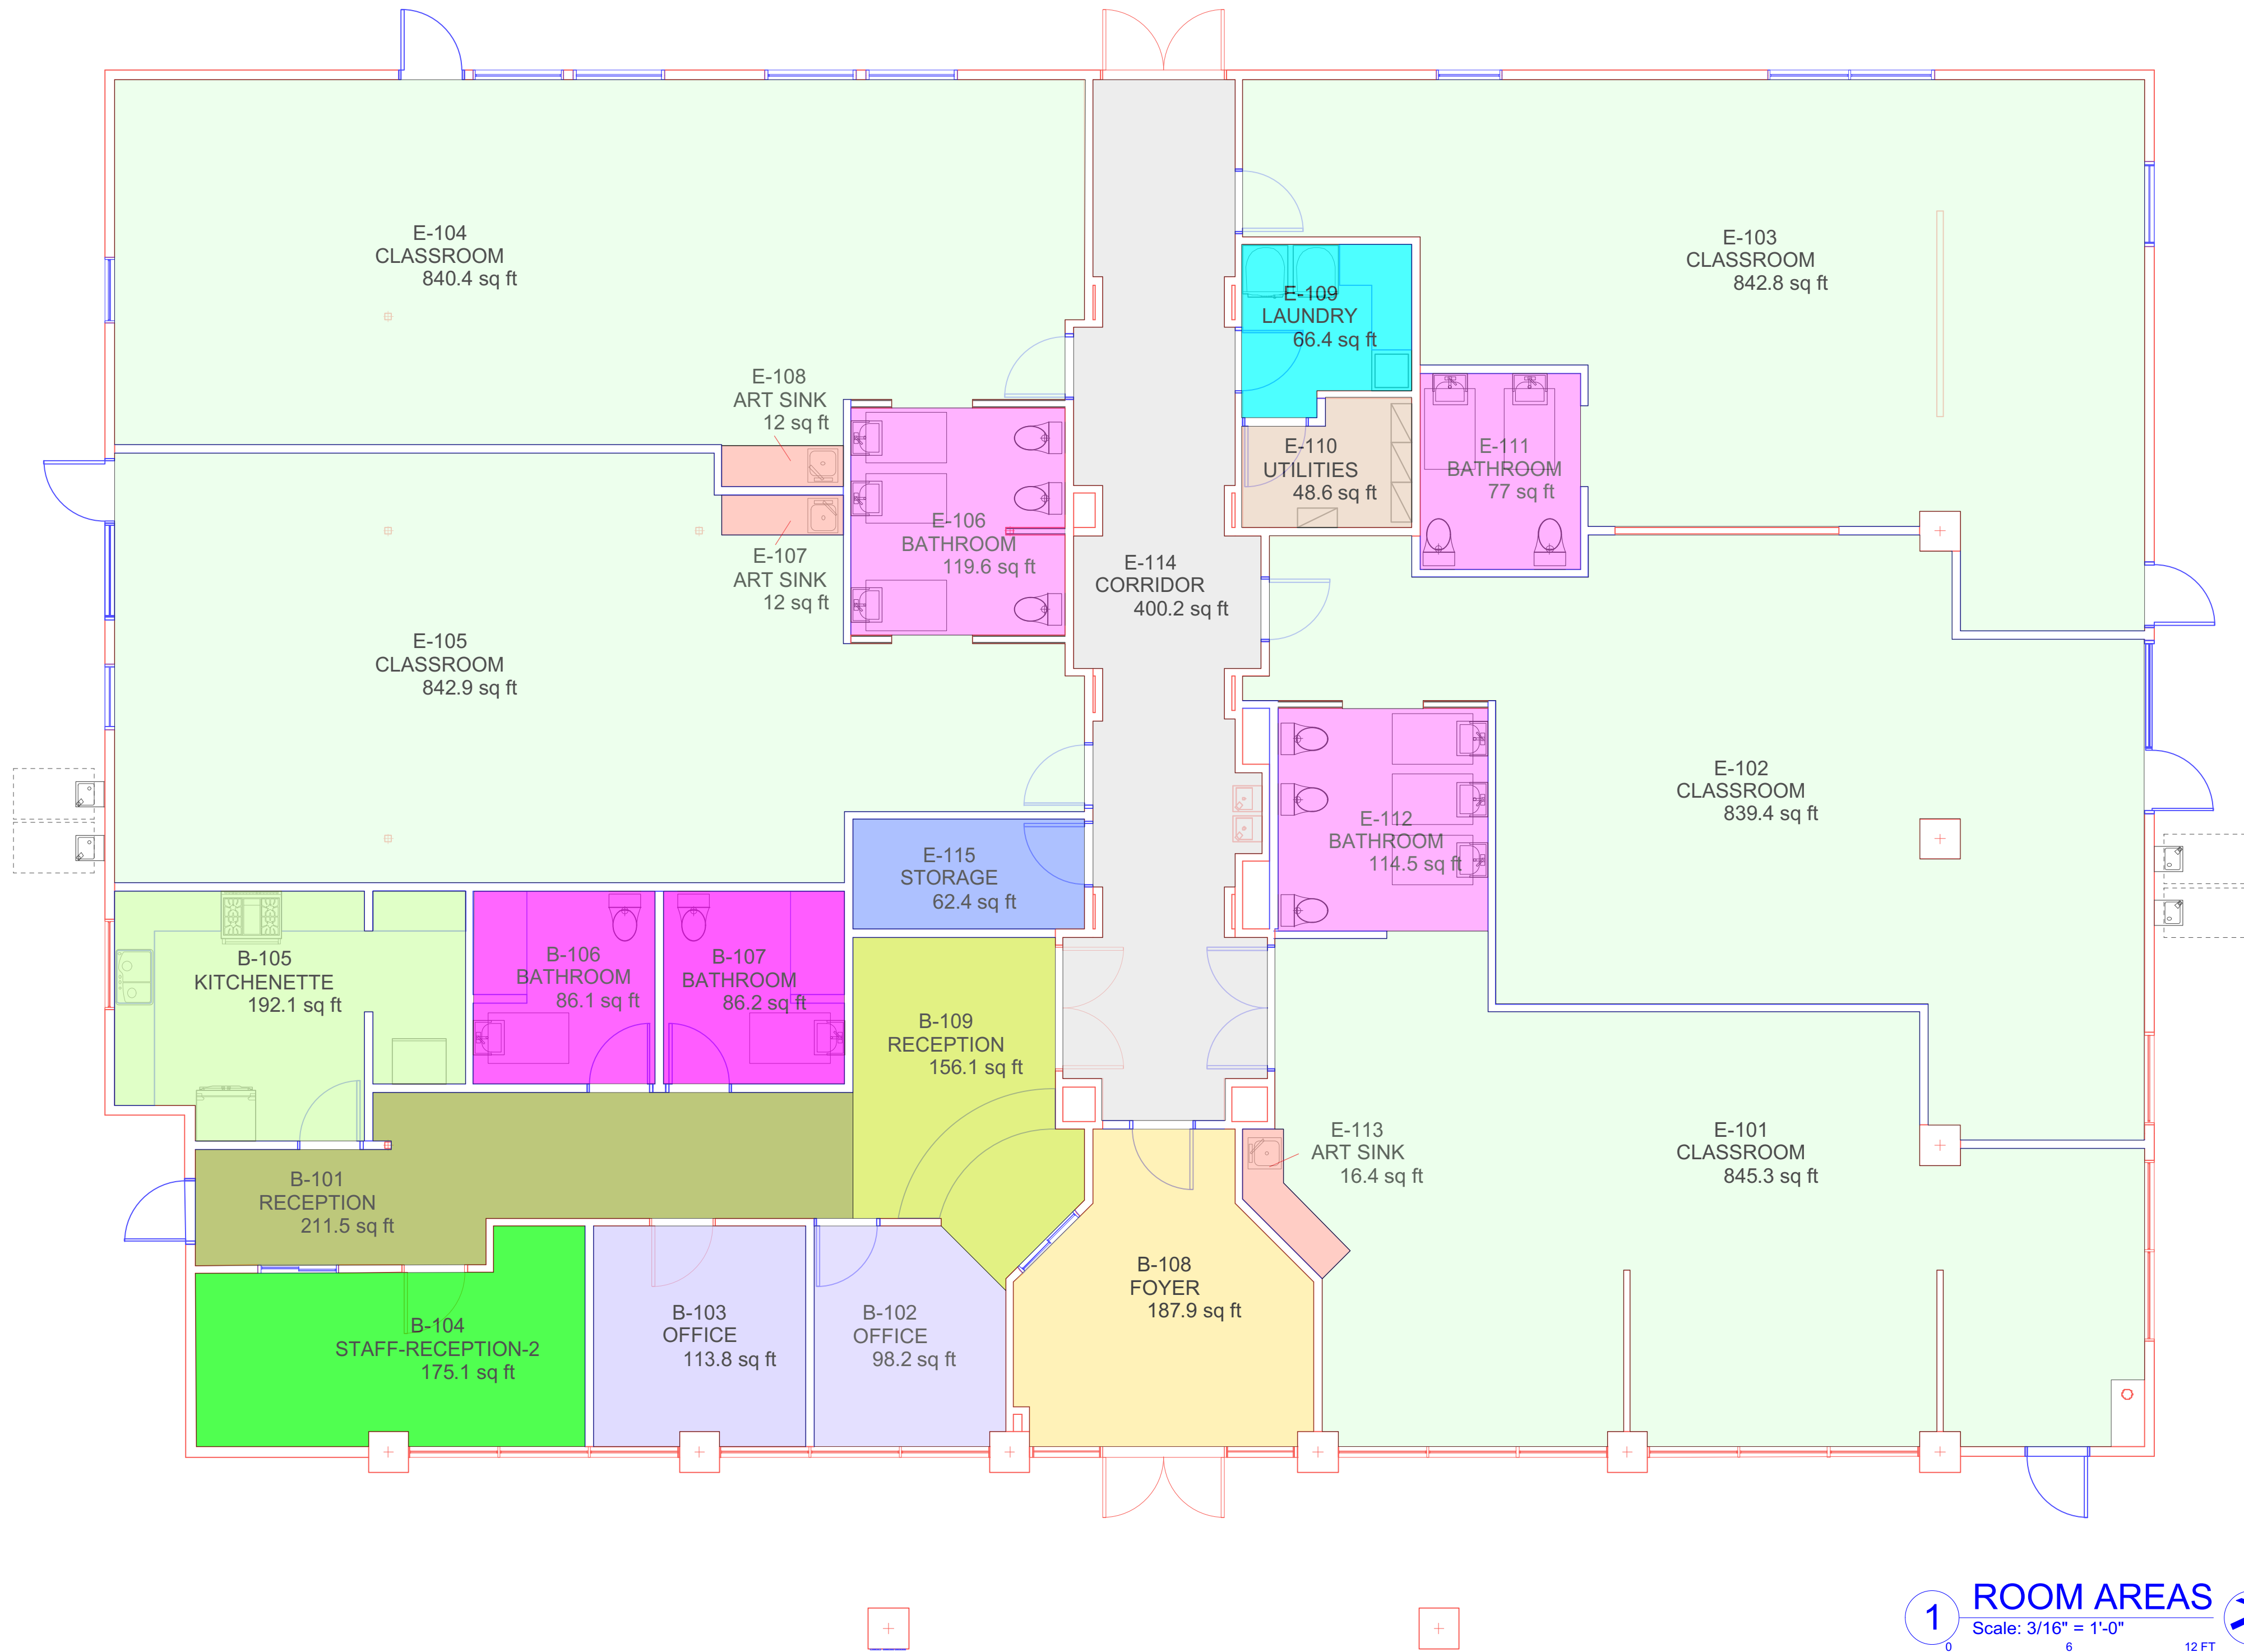 E-104
CLASSROOM
840.4 sq ft
E-103
CLASSROOM
842.8 sq ft
E-109
LAUNDRY
66.4 sq ft
E-108
ART SINK
12 sq ft
E-110
UTILITIES
48.6 sq ft
E-111
BATHROOM
77 sq ft
E-106
BATHROOM
119.6 sq ft
E-107
ART SINK
12 sq ft
E-114
CORRIDOR
400.2 sq ft
E-105
CLASSROOM
842.9 sq ft
E-102
CLASSROOM
839.4 sq ft
E-112
BATHROOM
114.5 sq ft
E-115
STORAGE
62.4 sq ft
B-105
KITCHENETTE
192.1 sq ft
B-106
BATHROOM
86.1 sq ft
B-107
BATHROOM
86.2 sq ft
B-109
RECEPTION
156.1 sq ft
E-113
ART SINK
16.4 sq ft
E-101
CLASSROOM
845.3 sq ft
B-101
RECEPTION
211.5 sq ft
B-108
FOYER
187.9 sq ft
B-104
STAFF-RECEPTION-2
175.1 sq ft
B-103
OFFICE
113.8 sq ft
B-102
OFFICE
98.2 sq ft
1
ROOM AREAS
Scale: 3/16" = 1'-0"
0 6 12 FT